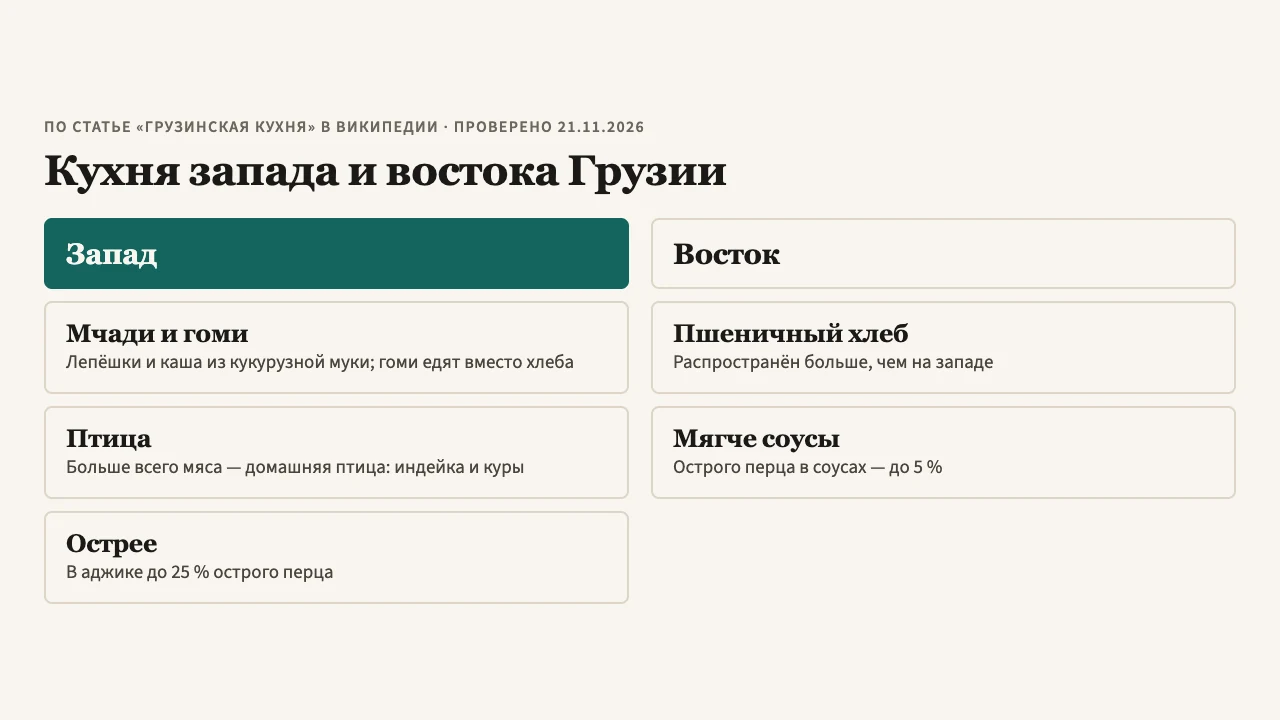 ПО СТАТЬЕ «ГРУЗИНСКАЯ КУХНЯ» В ВИКИПЕДИИ · ПРОВЕРЕНО 21.11.2026
Кухня запада и востока Грузии
Запад
Мчади и гоми
Лепёшки и каша из кукурузной муки; гоми едят вместо хлеба
Птица
Больше всего мяса — домашняя птица: индейка и куры
Острее
В аджике до 25 % острого перца
Восток
Пшеничный хлеб
Распространён больше, чем на западе
Мягче соусы
Острого перца в соусах — до 5 %